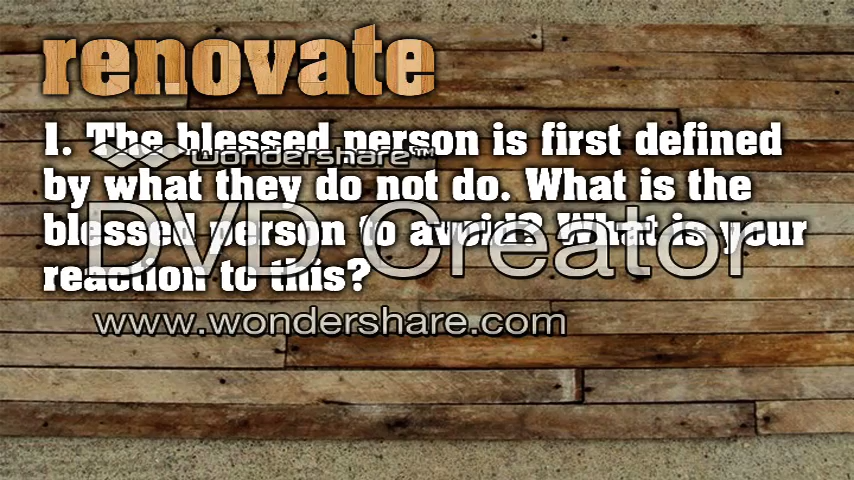 renovate
1. The blessed person is first defined
by what they do not do. What is the
blessed person to avoid? What is your
reaction to this?
wondershare™
DVD Creator
www.wondershare.com